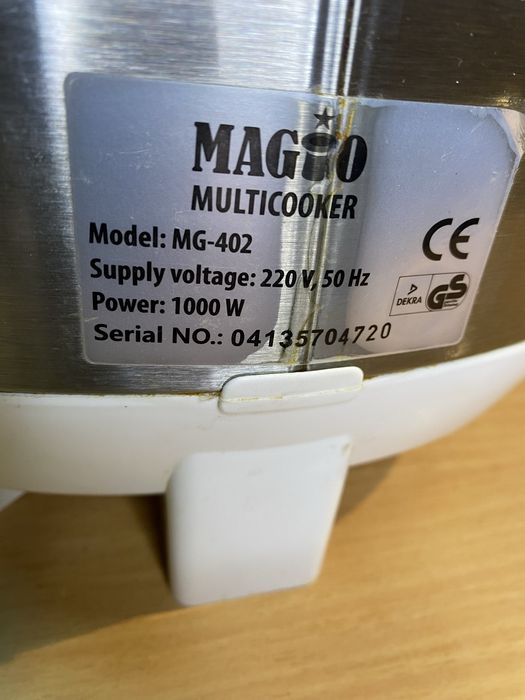 MAGIO
MULTICOOKER
Model: MG-402
Supply voltage: 220 V, 50 Hz
Power: 1000 W
Serial NO.: 04135704720
CE
DEKRA
GS